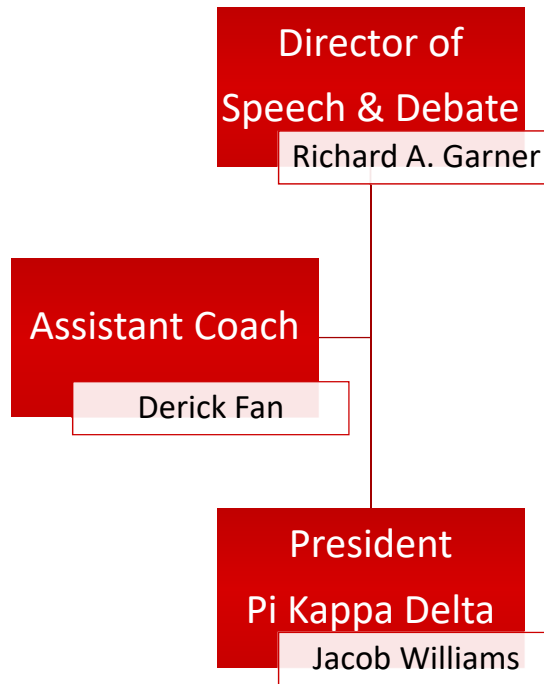 Director of
Speech & Debate
Richard A. Garner
Assistant Coach
Derick Fan
President
Pi Kappa Delta
Jacob Williams